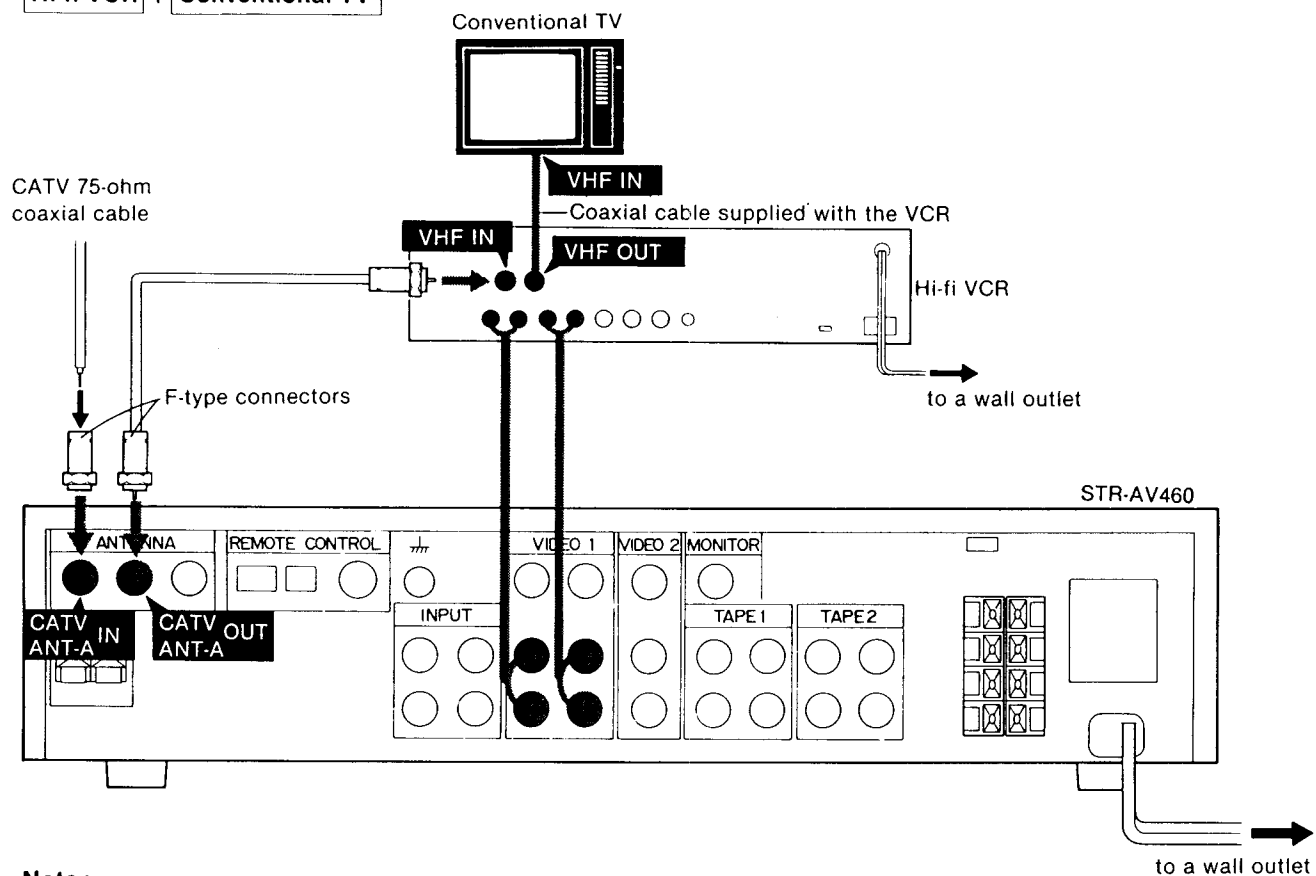 Conventional TV
Conventional TV
VHF IN
CATV 75-ohm
coaxial cable
Coaxial cable supplied with the VCR
VHF IN
VHF OUT
Hi-fi VCR
F-type connectors
to a wall outlet
STR-AV460
ANTENNA
REMOTE CONTROL
VIDEO 1
VIDEO 2
MONITOR
INPUT
TAPE 1
TAPE 2
CATV
ANT-A IN
CATV
ANT-A OUT
to a wall outlet